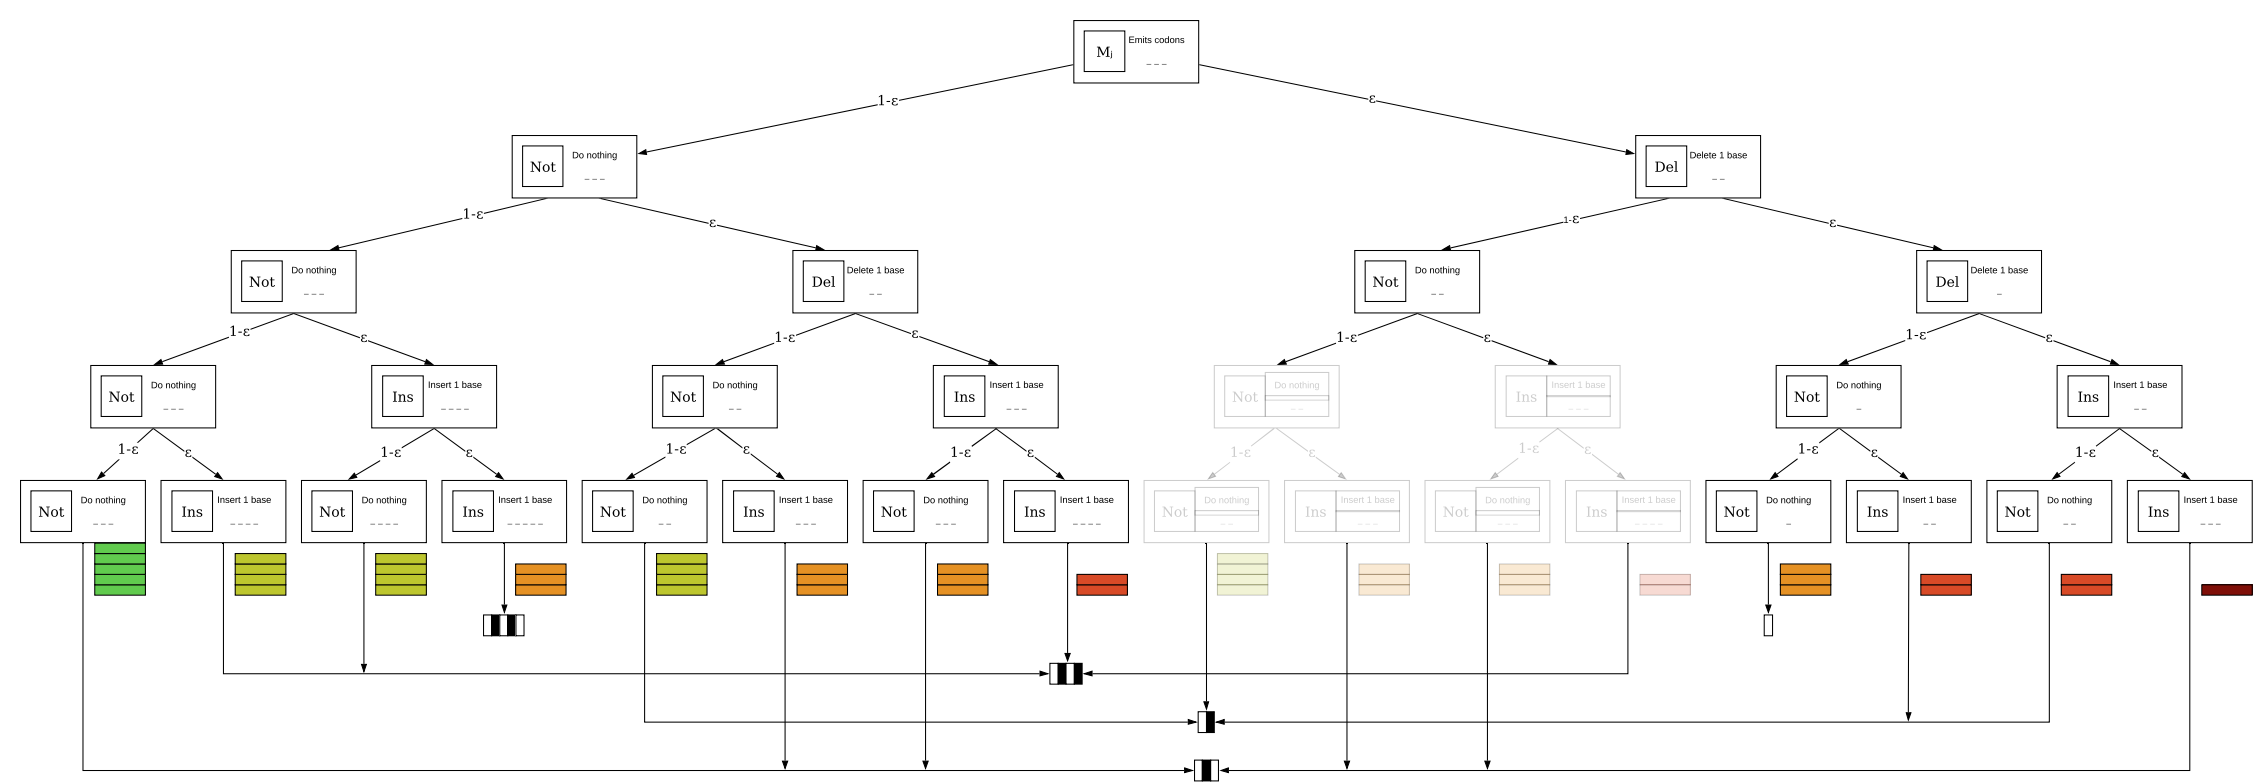 Mⱼ Emits codons
_ _ _
1-ε ε
Not Do nothing
_ _ _
Del Delete 1 base
_ _
1-ε ε 1-ε ε
Not Do nothing
_ _ _
Del Delete 1 base
_ _
Not Do nothing
_ _
Del Delete 1 base
_
1-ε ε 1-ε ε 1-ε ε 1-ε ε
Not Do nothing
_ _ _
Ins Insert 1 base
_ _ _ _
Not Do nothing
_ _
Ins Insert 1 base
_ _ _
Not Do nothing
_ _
Ins Insert 1 base
_ _ _
Not Do nothing
_
Ins Insert 1 base
_ _
1-ε ε 1-ε ε 1-ε ε 1-ε ε 1-ε ε 1-ε ε 1-ε ε 1-ε ε
Not Do nothing
_ _ _
Ins Insert 1 base
_ _ _ _
Not Do nothing
_ _ _ _
Ins Insert 1 base
_ _ _ _ _
Not Do nothing
_ _
Ins Insert 1 base
_ _ _
Not Do nothing
_ _ _
Ins Insert 1 base
_ _ _ _
Not Do nothing
_ _
Ins Insert 1 base
_ _ _
Not Do nothing
_ _ _
Ins Insert 1 base
_ _ _ _
Not Do nothing
_
Ins Insert 1 base
_ _
Not Do nothing
_ _
Ins Insert 1 base
_ _ _